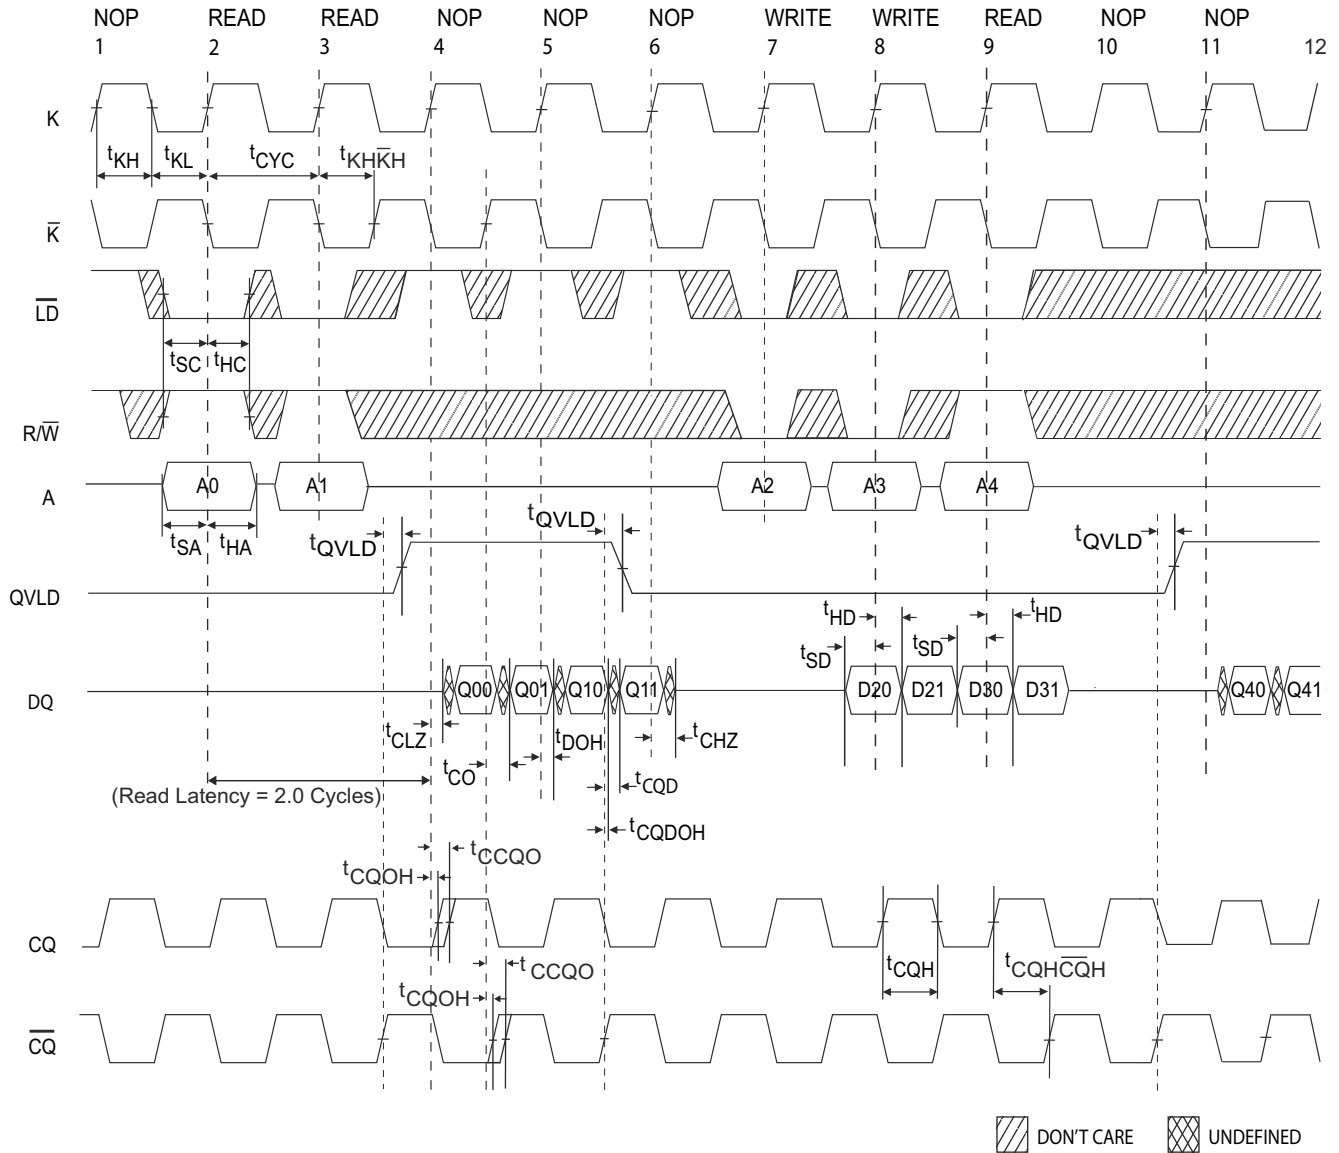 NOP READ READ NOP NOP NOP WRITE WRITE READ NOP NOP
1 2 3 4 5 6 7 8 9 10 11 12
K
tKH tKL tCYC tKHK̅H
K̅
L̅D̅
tSC tHC
R/W̅
A A0 A1 A2 A3 A4
tSA tHA tQVLD tQVLD tQVLD
QVLD
tHD tHD
tSD tSD
DQ Q00 Q01 Q10 Q11 D20 D21 D30 D31 Q40 Q41
tCLZ tDOH tCHZ
tCO tCQD
(Read Latency = 2.0 Cycles)
tCQDOH
tCCQO
tCQOH
CQ
tCCQO tCQH tCQHC̅Q̅H
tCQOH
C̅Q̅
DON'T CARE UNDEFINED